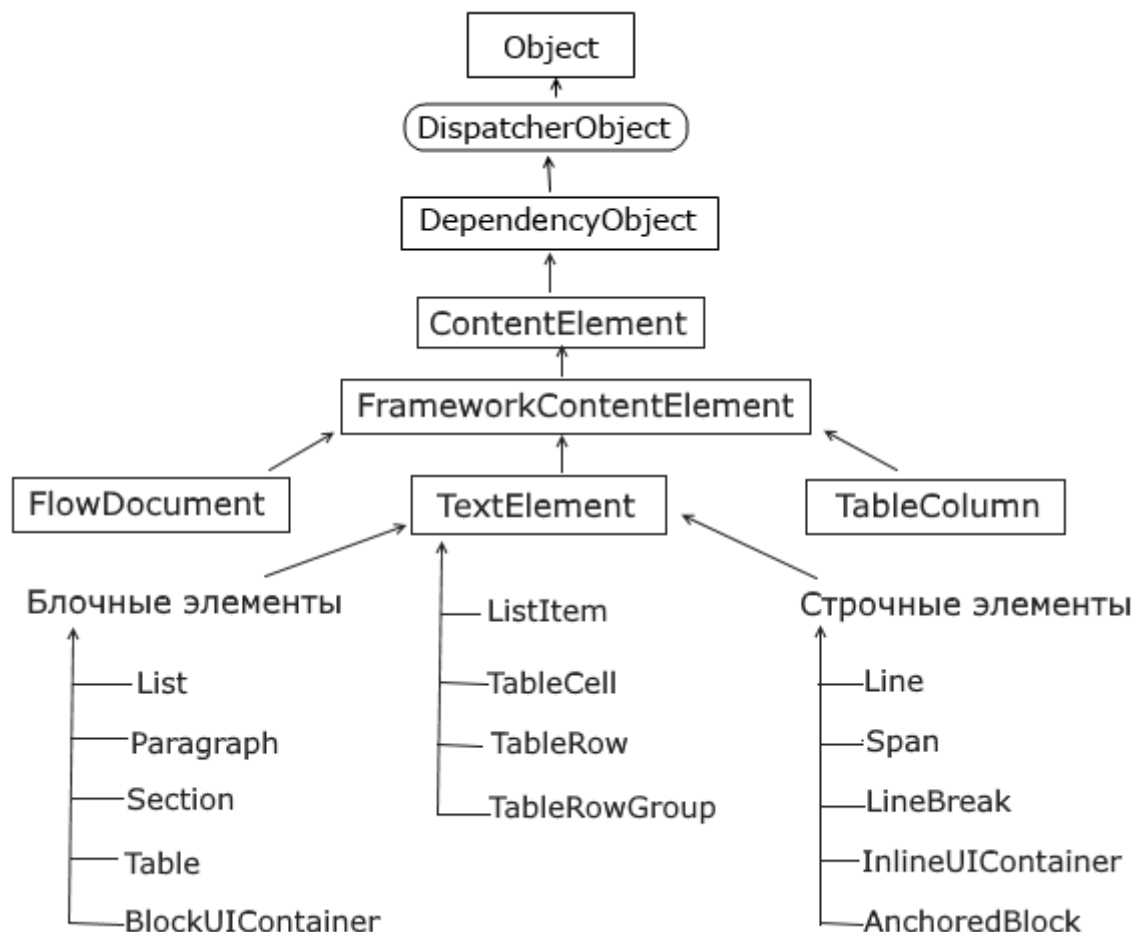 Object
DispatcherObject
DependencyObject
ContentElement
FrameworkContentElement
FlowDocument
TextElement
TableColumn
Блочные элементы
List
Paragraph
Section
Table
BlockUIContainer
ListItem
TableCell
TableRow
TableRowGroup
Строчные элементы
Line
Span
LineBreak
InlineUIContainer
AnchoredBlock